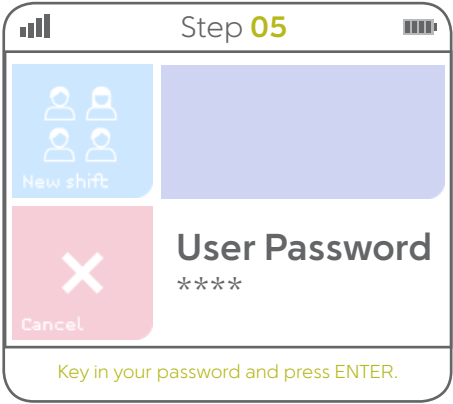 Step 05
New shift
User Password
****
Cancel
Key in your password and press ENTER.